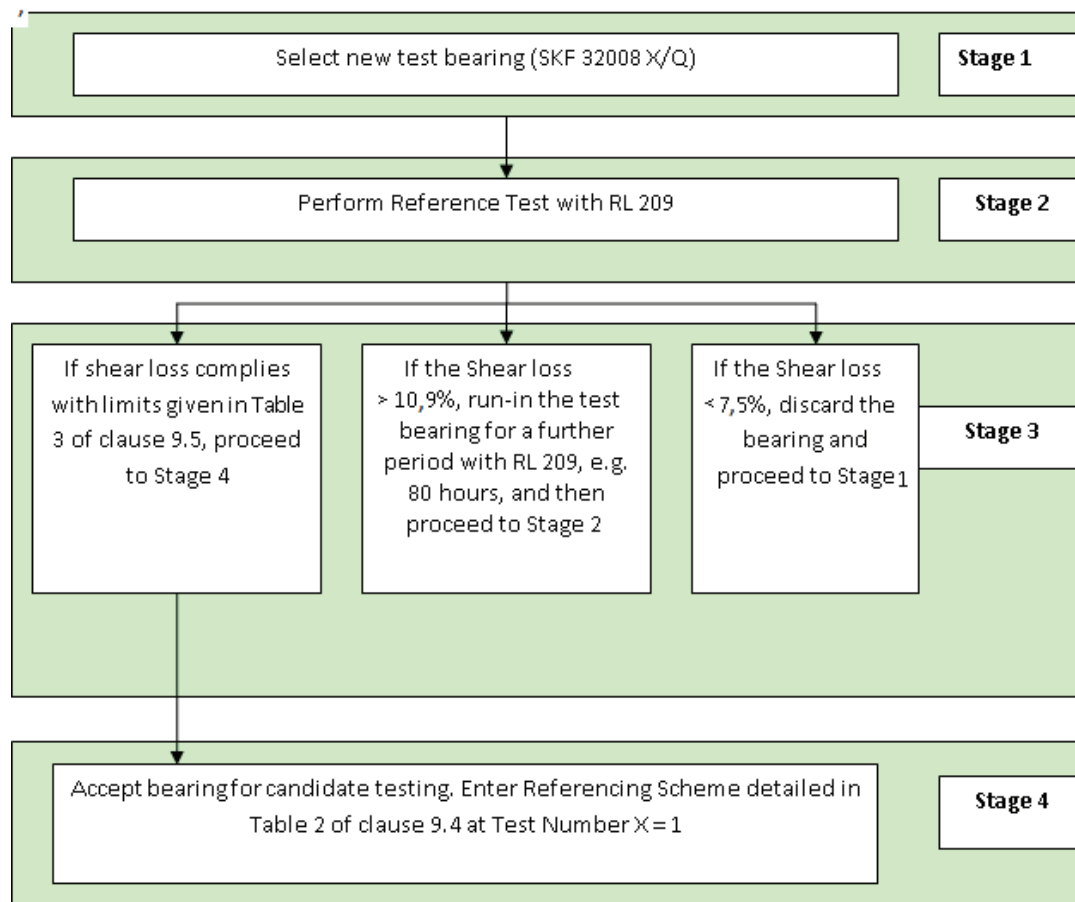 ,
Select new test bearing (SKF 32008 X/Q)
Stage 1
Perform Reference Test with RL 209
Stage 2
If shear loss complies
with limits given in Table
3 of clause 9.5, proceed
to Stage 4
If the Shear loss
> 10,9%, run-in the test
bearing for a further
period with RL 209, e.g.
80 hours, and then
proceed to Stage 2
If the Shear loss
< 7,5%, discard the
bearing and
proceed to Stage 1
Stage 3
Accept bearing for candidate testing. Enter Referencing Scheme detailed in
Table 2 of clause 9.4 at Test Number X = 1
Stage 4